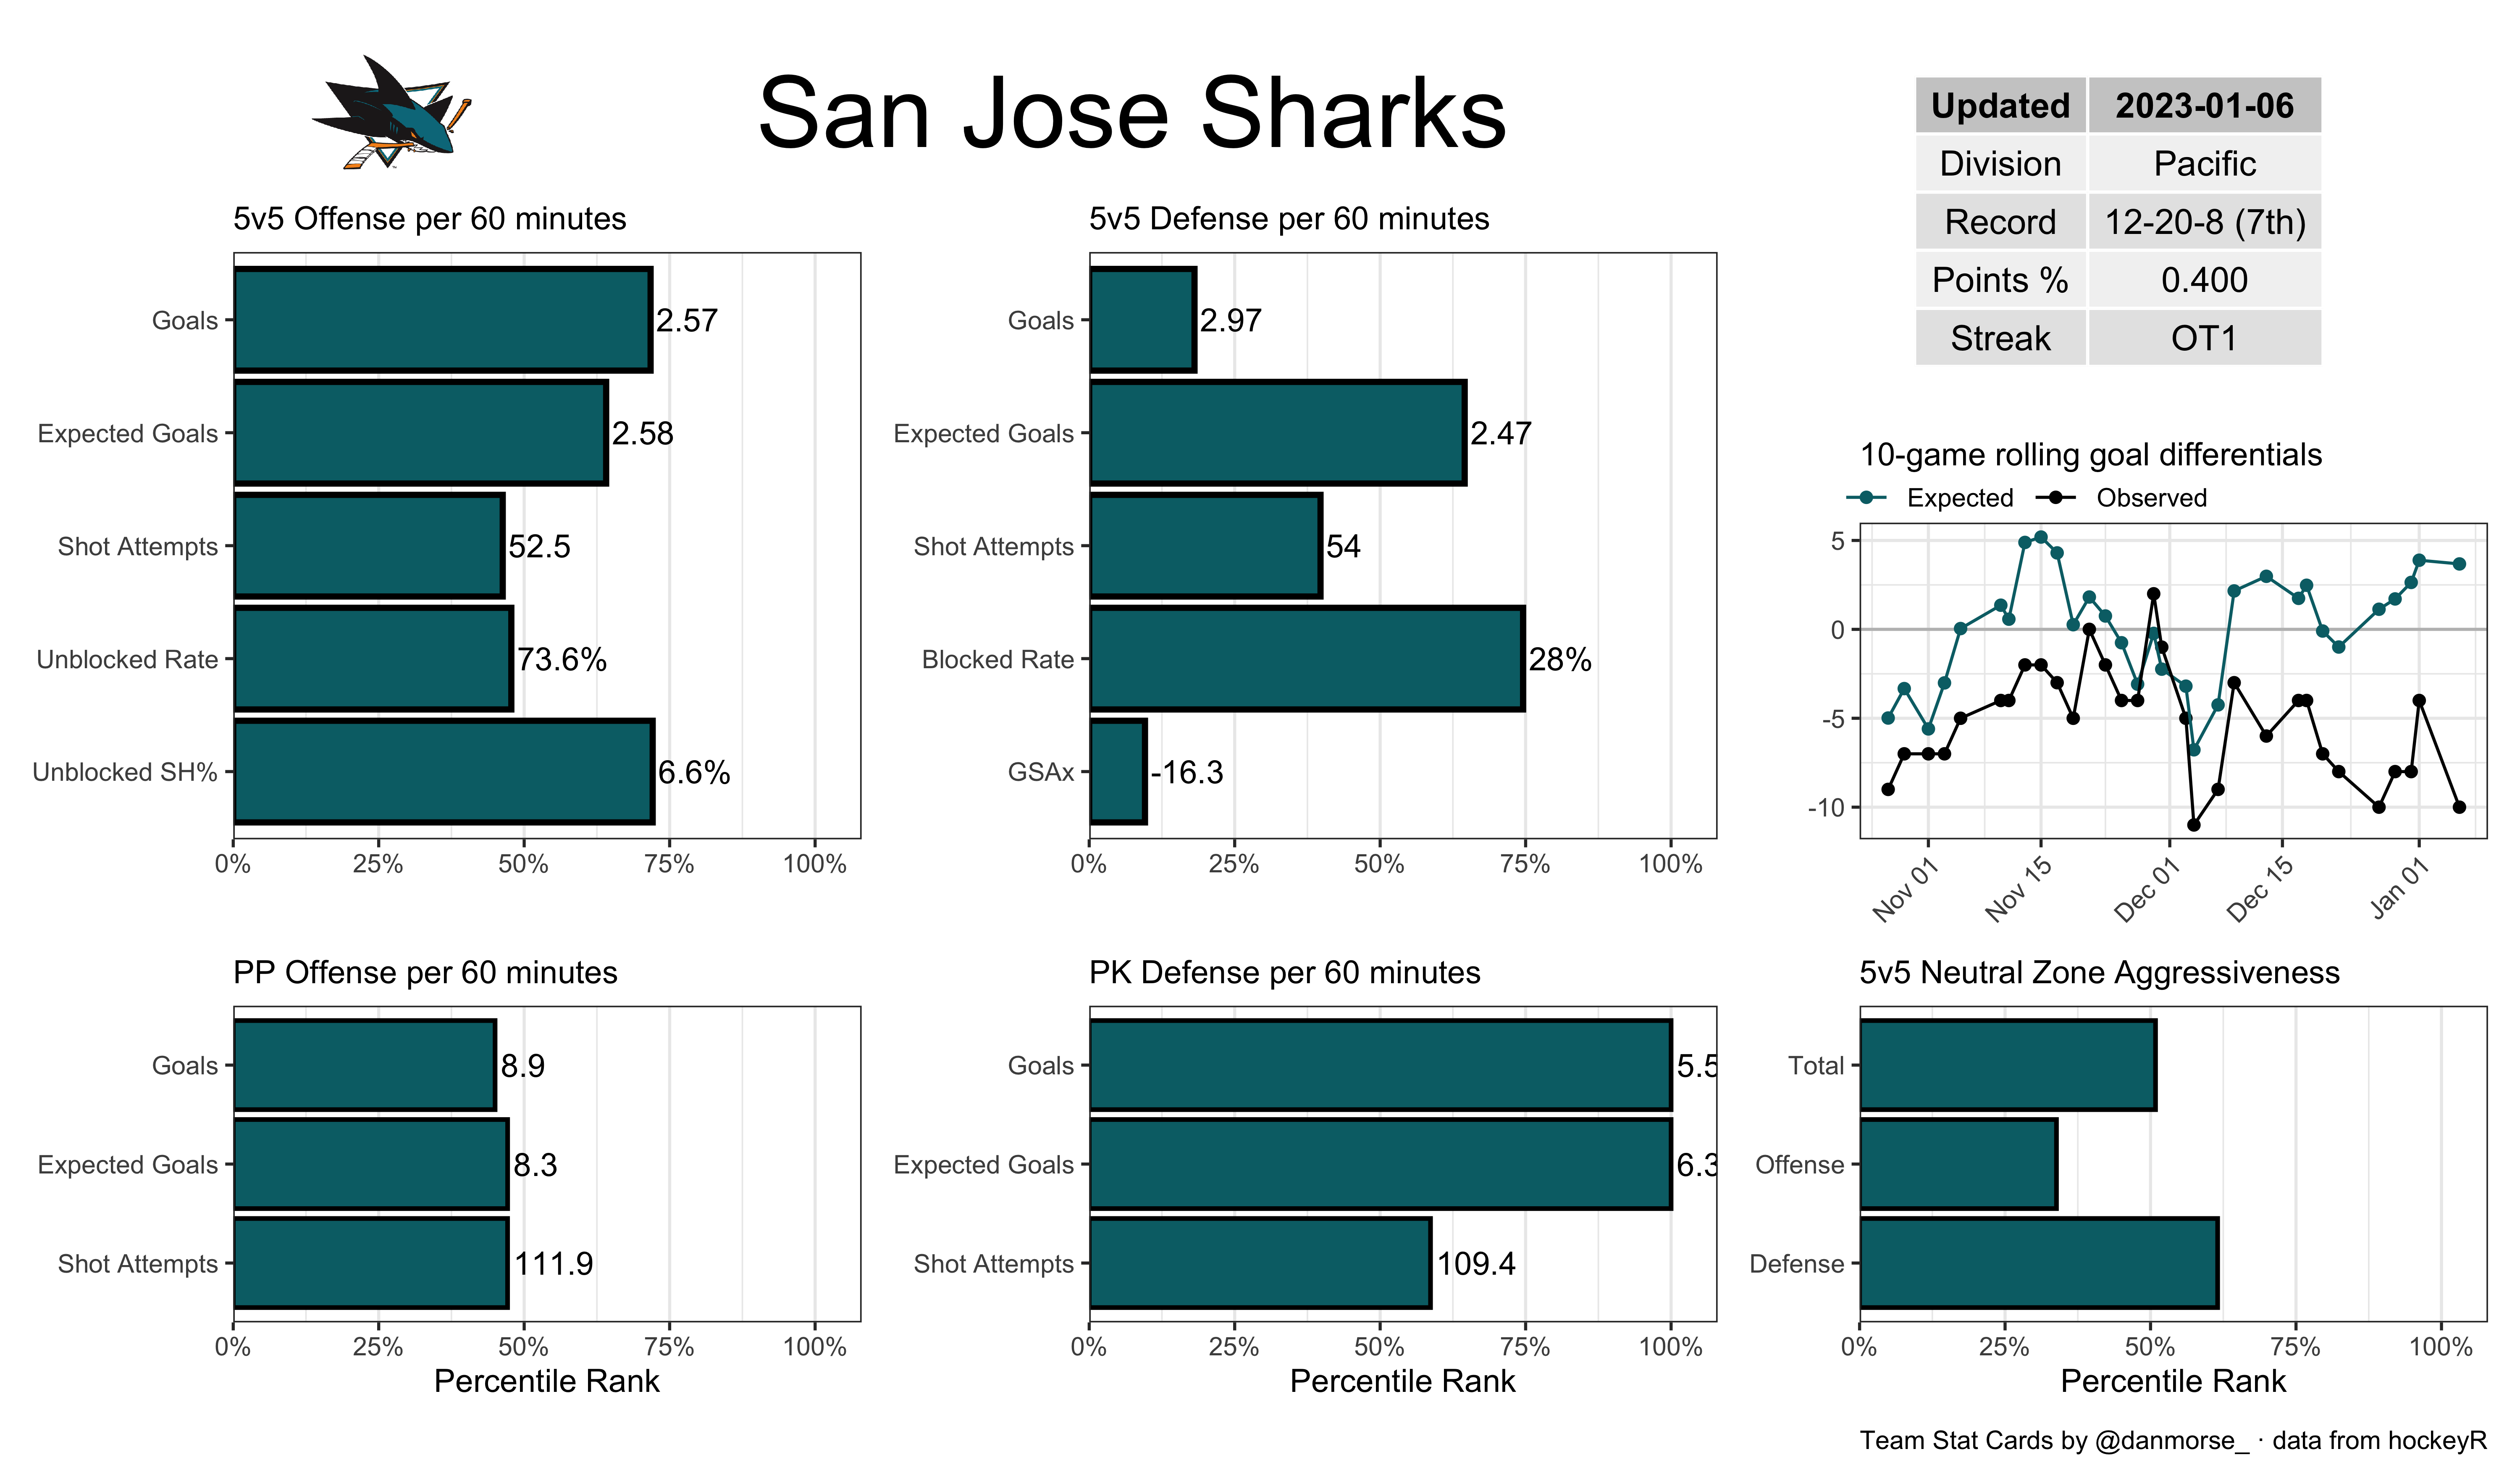 San Jose Sharks
Updated 2023-01-06
Division Pacific
Record 12-20-8 (7th)
Points % 0.400
Streak OT1
5v5 Offense per 60 minutes
Goals 2.57
Expected Goals 2.58
Shot Attempts 52.5
Unblocked Rate 73.6%
Unblocked SH% 6.6%
0% 25% 50% 75% 100%
5v5 Defense per 60 minutes
Goals 2.97
Expected Goals 2.47
Shot Attempts 54
Blocked Rate 28%
GSAx -16.3
0% 25% 50% 75% 100%
10-game rolling goal differentials
Expected Observed
5
0
-5
-10
Nov 01 Nov 15 Dec 01 Dec 15 Jan 01
PP Offense per 60 minutes
Goals 8.9
Expected Goals 8.3
Shot Attempts 111.9
0% 25% 50% 75% 100%
Percentile Rank
PK Defense per 60 minutes
Goals 5.5
Expected Goals 6.3
Shot Attempts 109.4
0% 25% 50% 75% 100%
Percentile Rank
5v5 Neutral Zone Aggressiveness
Total
Offense
Defense
0% 25% 50% 75% 100%
Percentile Rank
Team Stat Cards by @danmorse_ · data from hockeyR